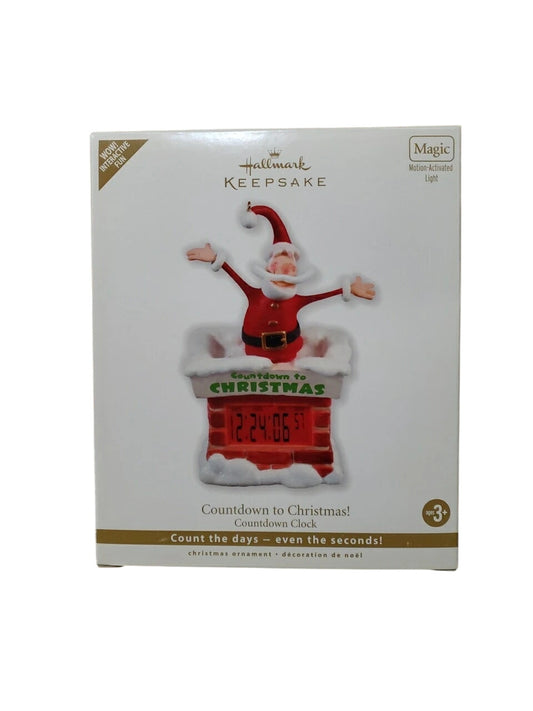 WOW!
INTERACTIVE
FUN
Hallmark
KEEPSAKE
Magic
Motion-Activated
Light
Countdown to
CHRISTMAS
12:24:06 57
Countdown to Christmas!
Countdown Clock
ages 3+
Count the days — even the seconds!
christmas ornament • décoration de noël